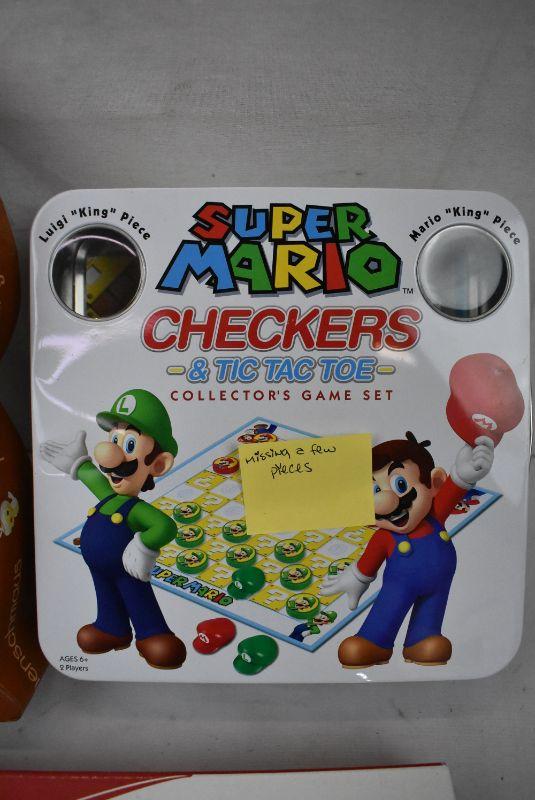 Luigi "King" Piece
Mario "King" Piece
SUPER
MARIO
TM
CHECKERS
- & TIC TAC TOE -
COLLECTOR'S GAME SET
Missing a few
pieces
L
M
SUPER MARIO
AGES 6+
2 Players